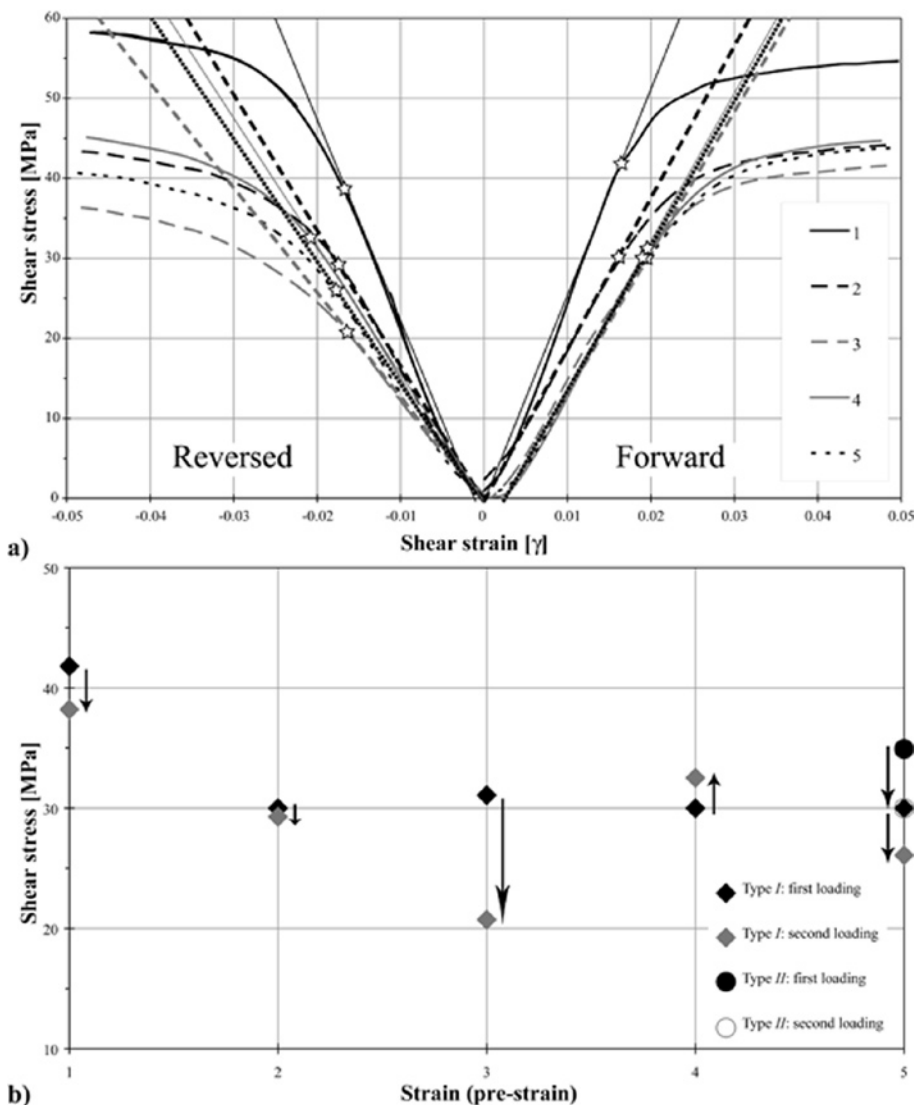 60
50
40
30
20
10
0
Shear stress [MPa]
Reversed
Forward
1
2
3
4
5
-0.05 -0.04 -0.03 -0.02 -0.01 0 0.01 0.02 0.03 0.04 0.05
Shear strain [γ]
a)
50
40
30
20
10
Shear stress [MPa]
Type I: first loading
Type I: second loading
Type II: first loading
Type II: second loading
1 2 3 4 5
Strain (pre-strain)
b)